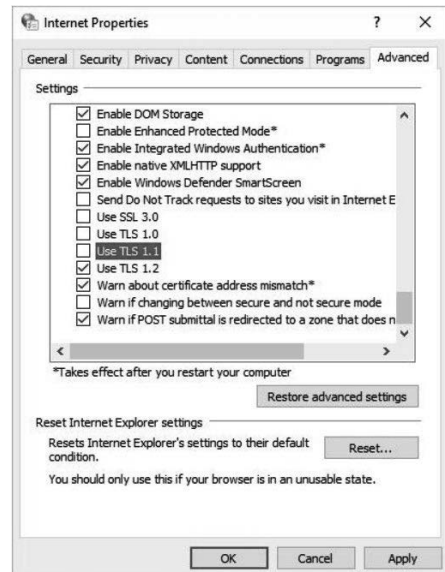 Internet Properties
General Security Privacy Content Connections Programs Advanced
Settings
Enable DOM Storage
Enable Enhanced Protected Mode*
Enable Integrated Windows Authentication*
Enable native XMLHTTP support
Enable Windows Defender SmartScreen
Send Do Not Track requests to sites you visit in Internet E
Use SSL 3.0
Use TLS 1.0
Use TLS 1.1
Use TLS 1.2
Warn about certificate address mismatch*
Warn if changing between secure and not secure mode
Warn if POST submittal is redirected to a zone that does n
*Takes effect after you restart your computer
Restore advanced settings
Reset Internet Explorer settings
Resets Internet Explorer's settings to their default
condition.
Reset...
You should only use this if your browser is in an unusable state.
OK Cancel Apply